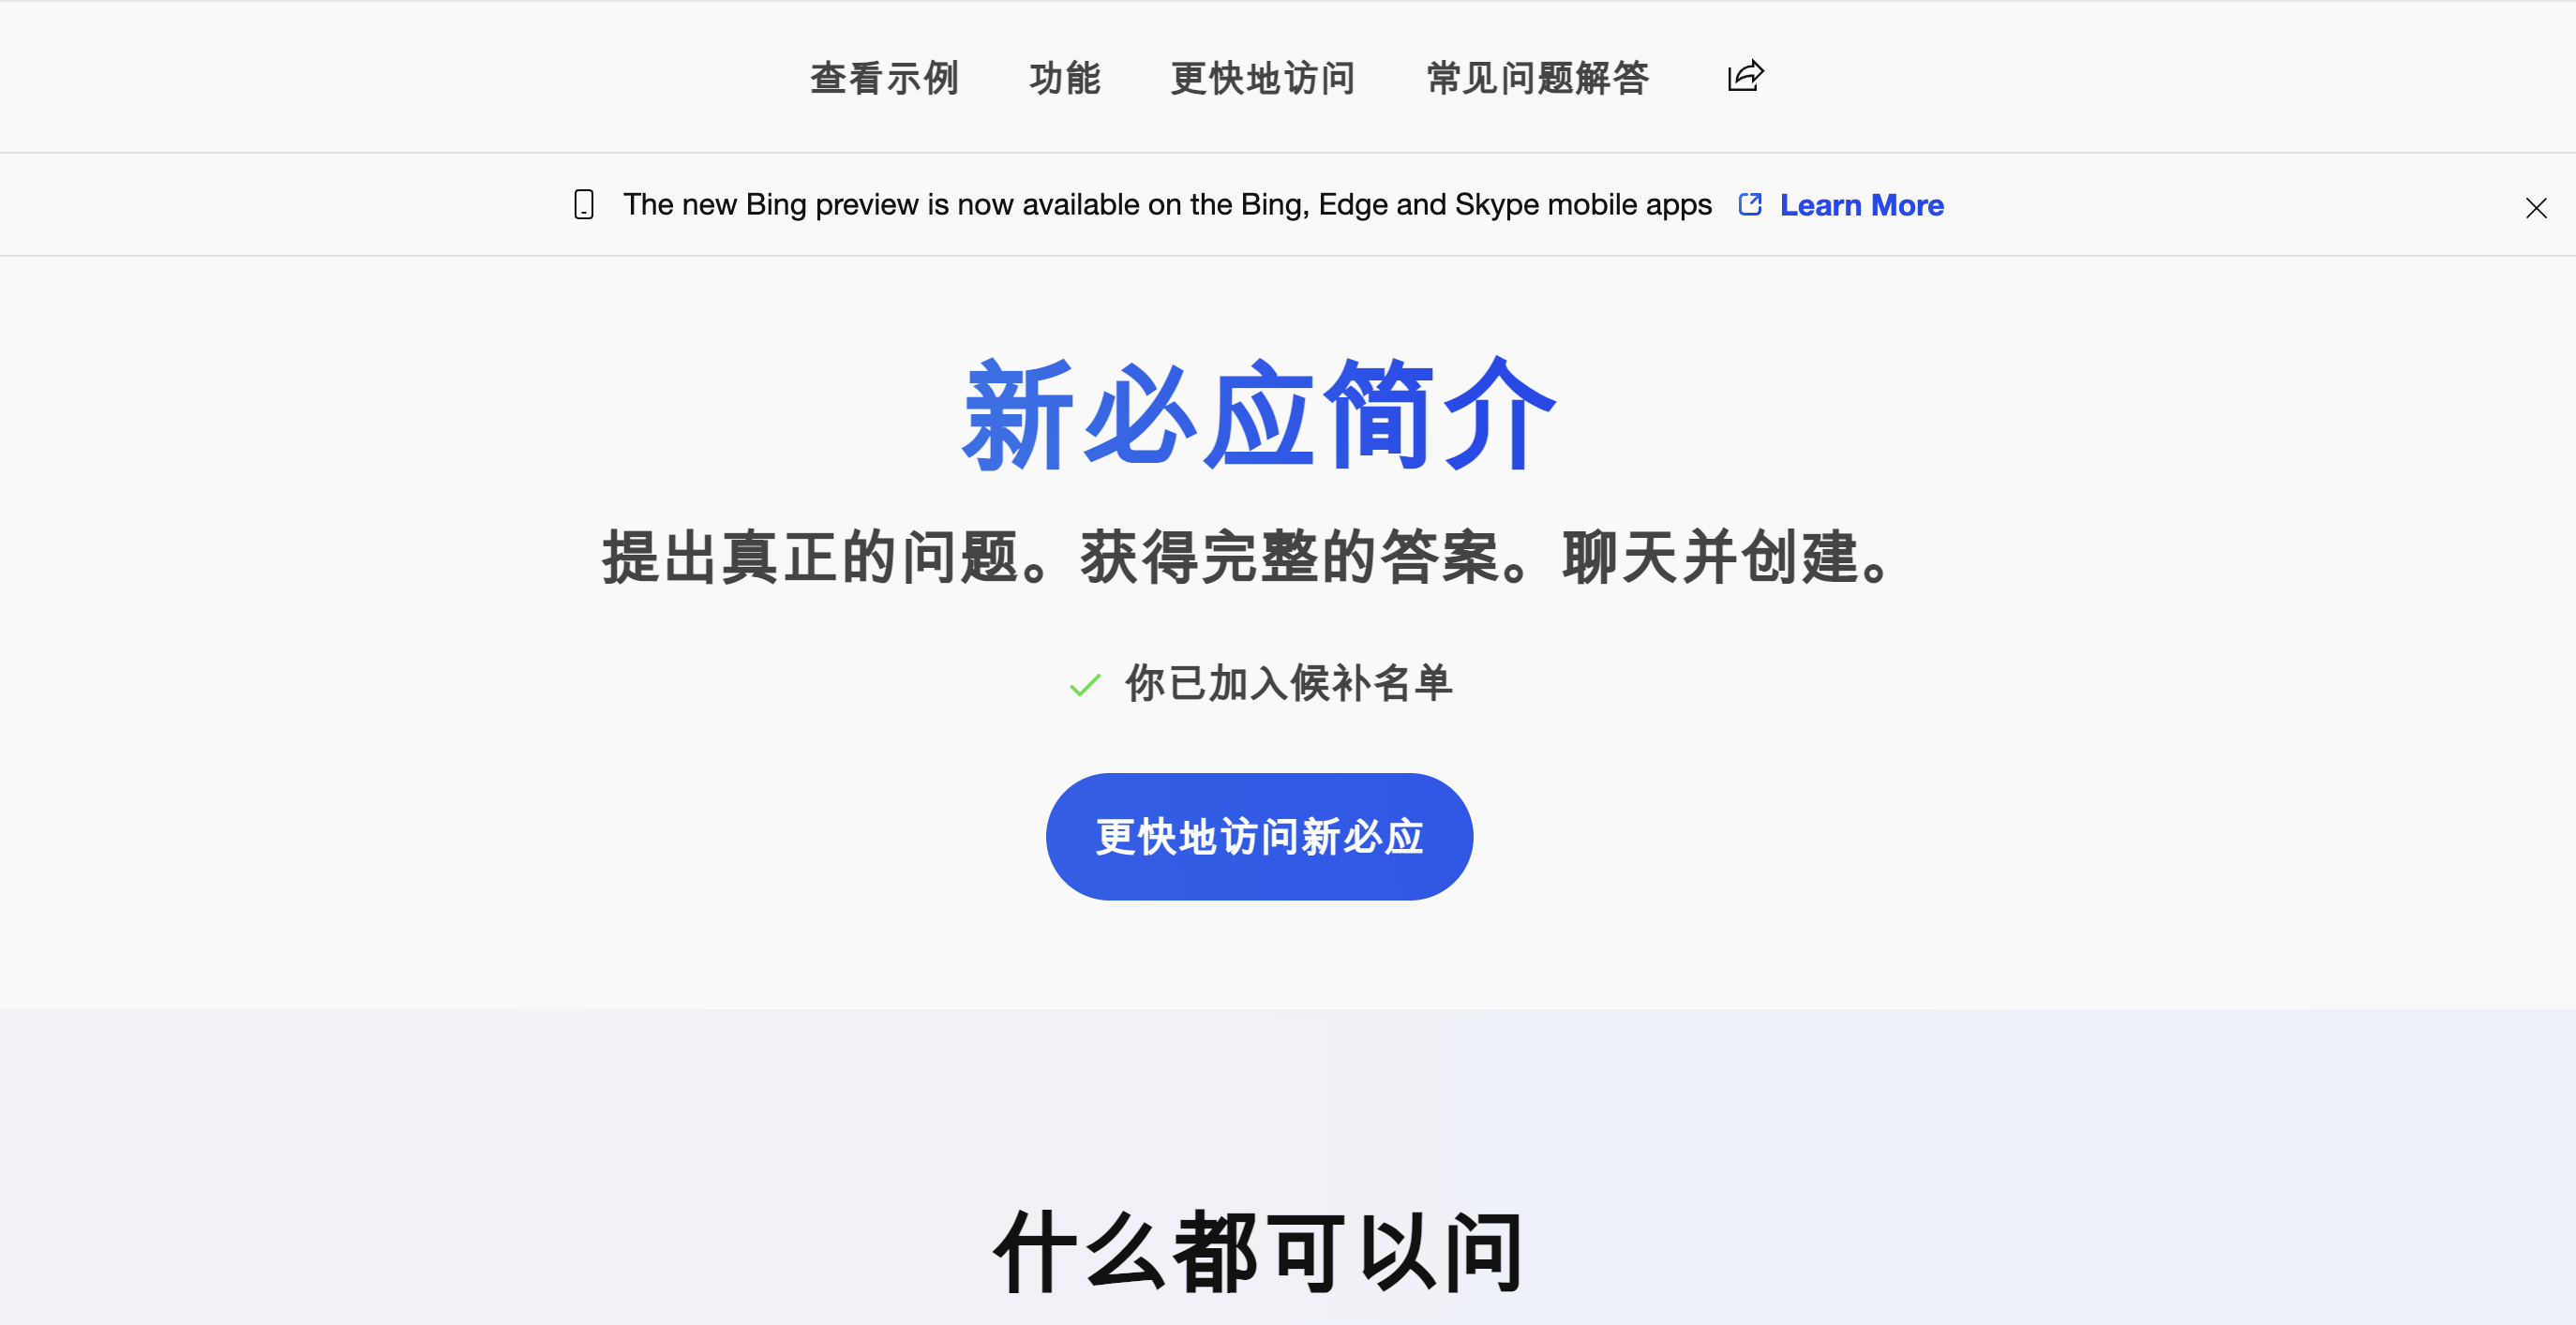 查看示例 功能 更快地访问 常见问题解答
The new Bing preview is now available on the Bing, Edge and Skype mobile apps Learn More
新必应简介
提出真正的问题。获得完整的答案。聊天并创建。
你已加入候补名单
更快地访问新必应
什么都可以问